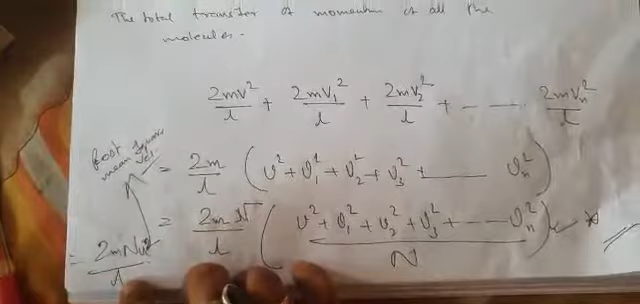 The total transfer of momentum of all the
molecules.
2mv²/l + 2mv₁²/l + 2mv₂²/l + - — 2mvₙ²/l
root mean square vel.
= 2m/l (v² + v₁² + v₂² + v₃² + —— vₙ²)
= 2mN/l (v² + v₁² + v₂² + v₃² + - — vₙ² / N)
= 2mNv²/l